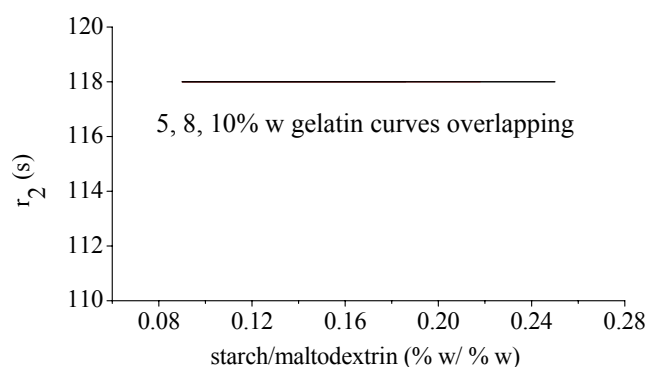 120
118
116
114
112
110
r2 (s)
5, 8, 10% w gelatin curves overlapping
0.08 0.12 0.16 0.20 0.24 0.28
starch/maltodextrin (% w/ % w)